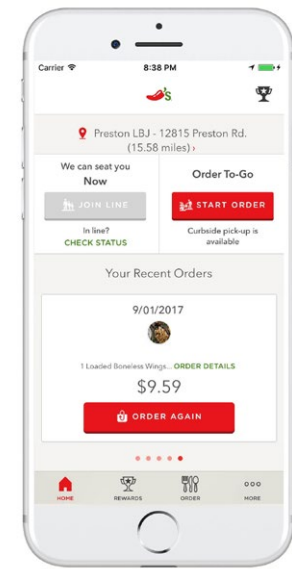 Carrier 8:38 PM
's
Preston LBJ - 12815 Preston Rd.
(15.58 miles) ›
We can seat you
Now
JOIN LINE
In line?
CHECK STATUS
Order To-Go
START ORDER
Curbside pick-up is
available
Your Recent Orders
9/01/2017
1 Loaded Boneless Wings... ORDER DETAILS
$9.59
ORDER AGAIN
HOME REWARDS ORDER MORE